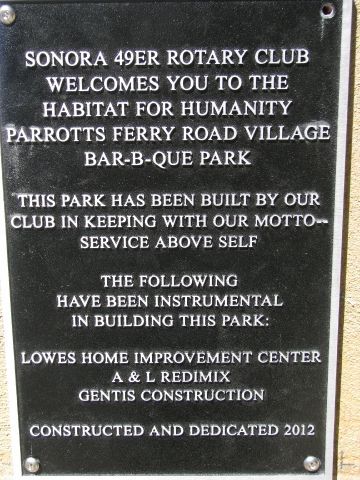 SONORA 49ER ROTARY CLUB
WELCOMES YOU TO THE
HABITAT FOR HUMANITY
PARROTTS FERRY ROAD VILLAGE
BAR-B-QUE PARK
THIS PARK HAS BEEN BUILT BY OUR
CLUB IN KEEPING WITH OUR MOTTO--
SERVICE ABOVE SELF
THE FOLLOWING
HAVE BEEN INSTRUMENTAL
IN BUILDING THIS PARK:
LOWES HOME IMPROVEMENT CENTER
A & L REDIMIX
GENTIS CONSTRUCTION
CONSTRUCTED AND DEDICATED 2012